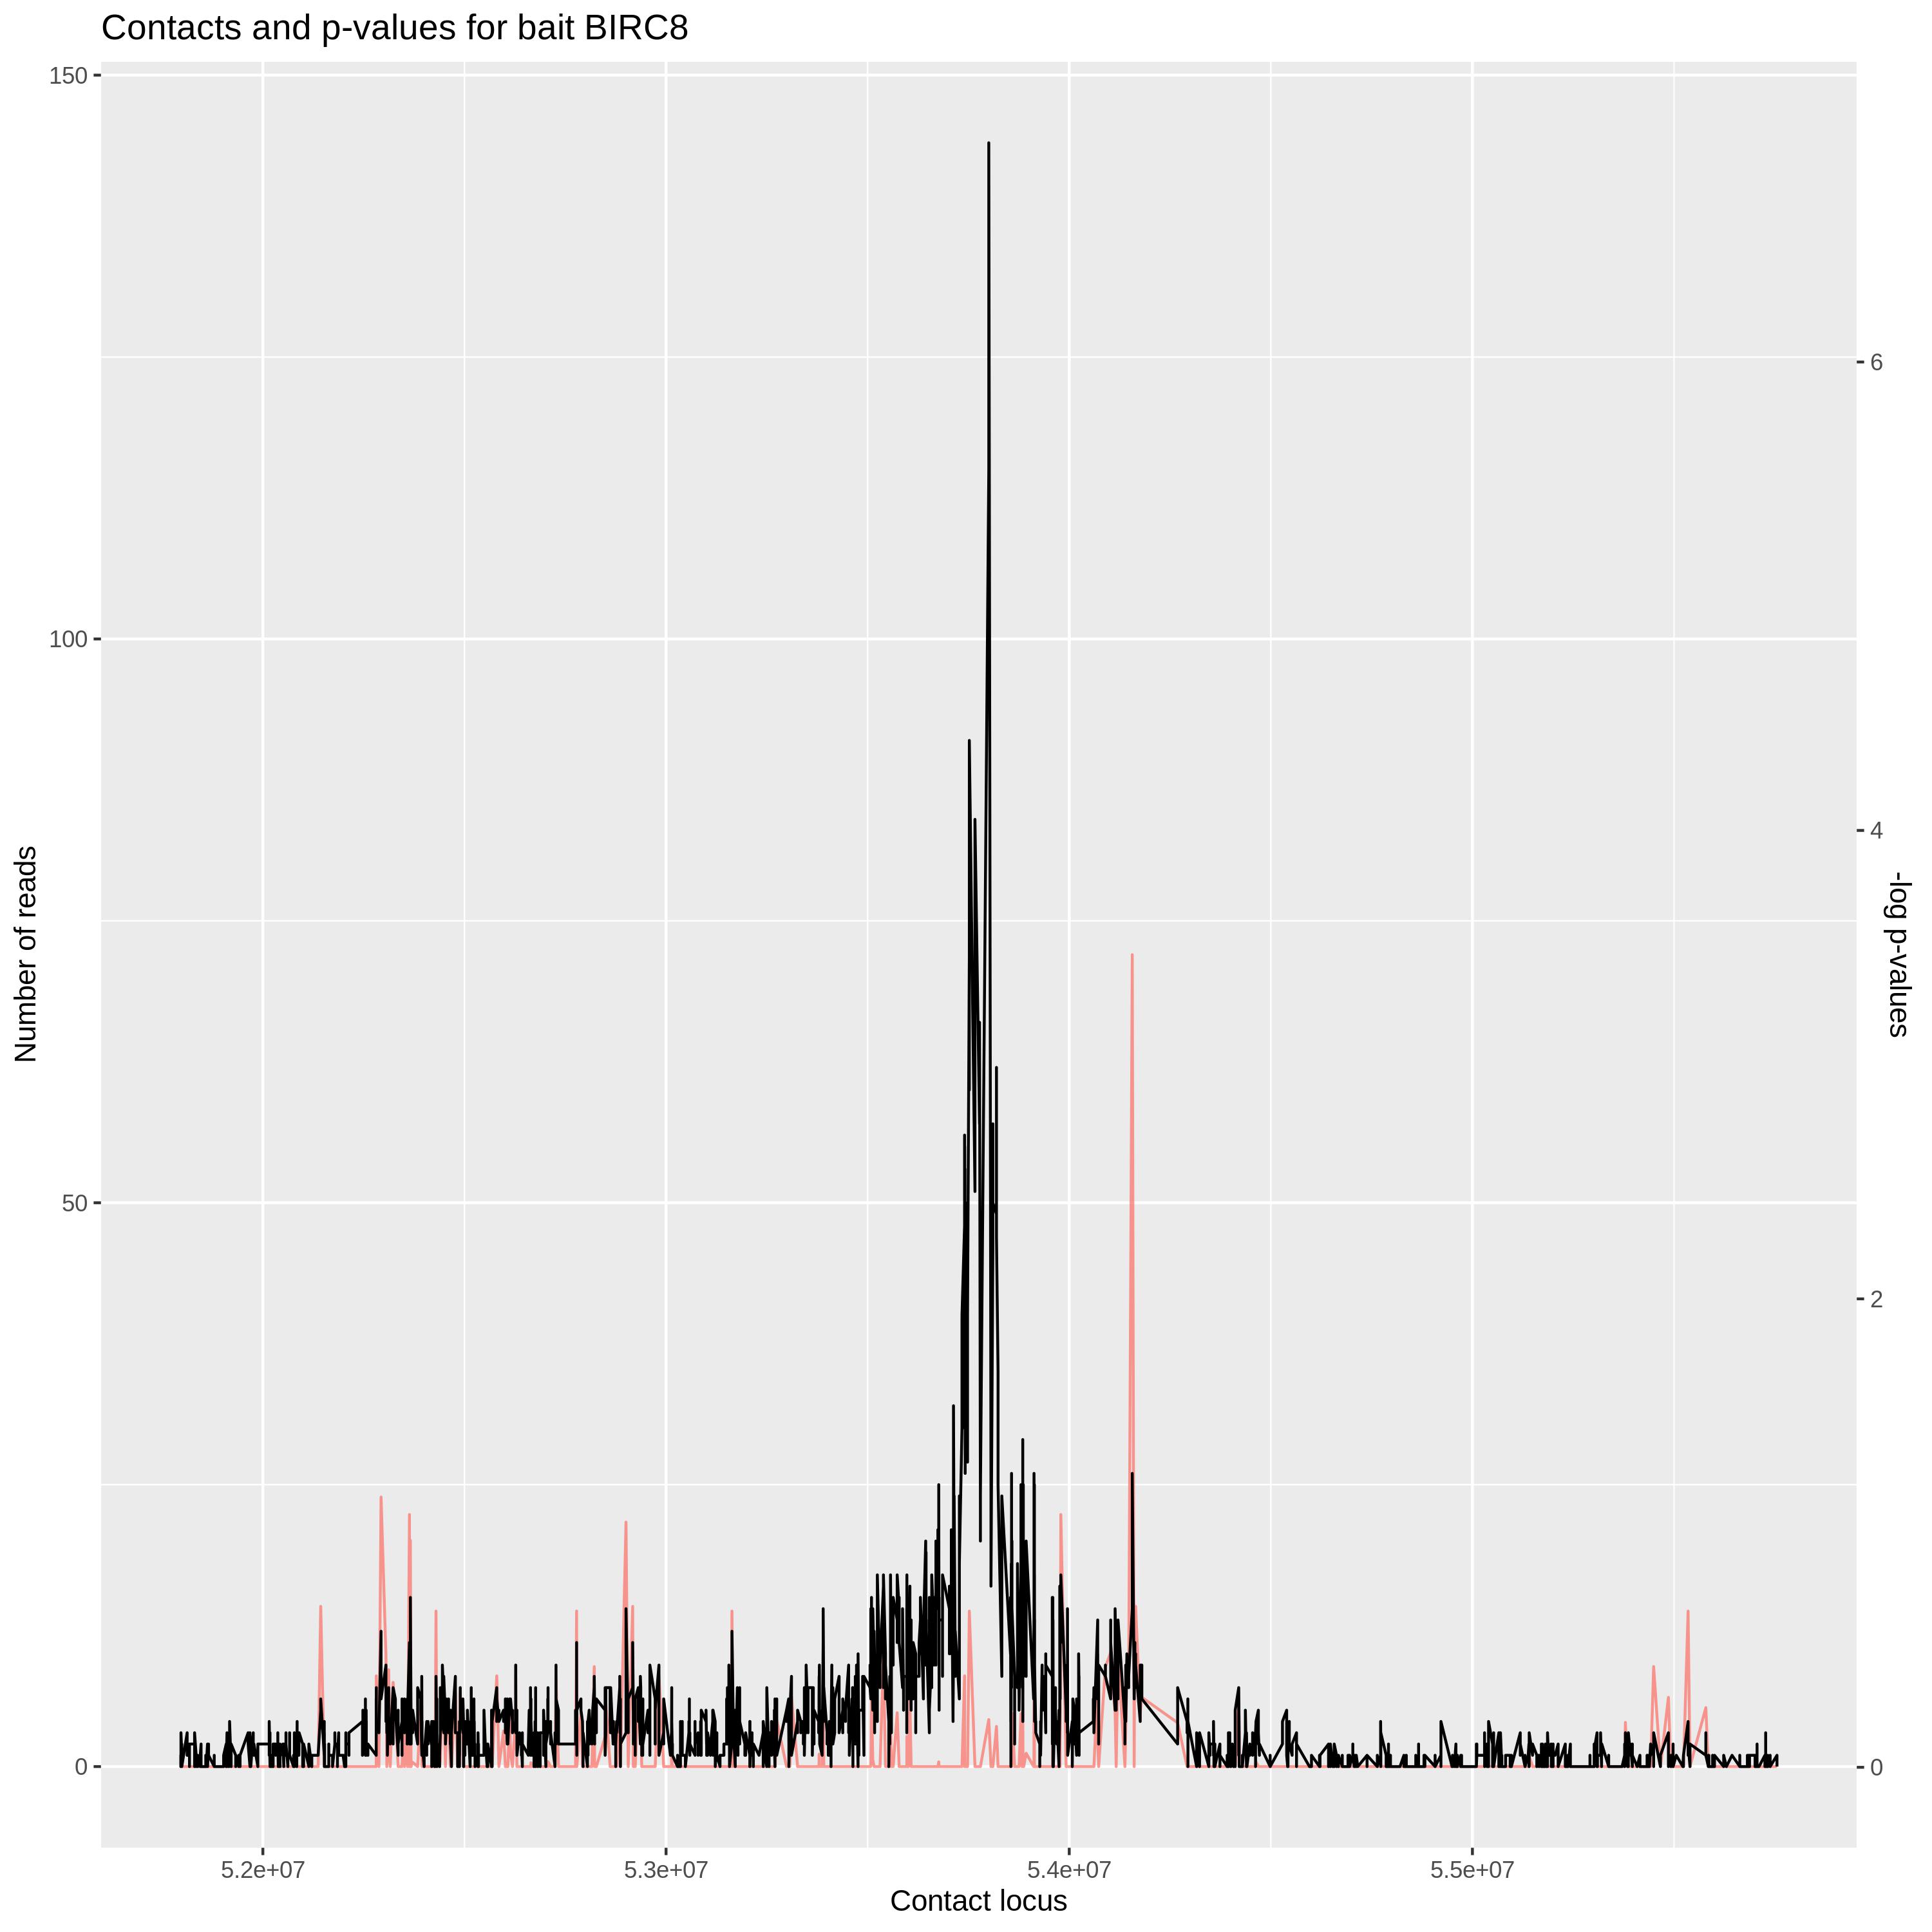 Contacts and p-values for bait BIRC8
150
100
50
0
Number of reads
6
4
2
0
-log p-values
5.2e+07
5.3e+07
5.4e+07
5.5e+07
Contact locus